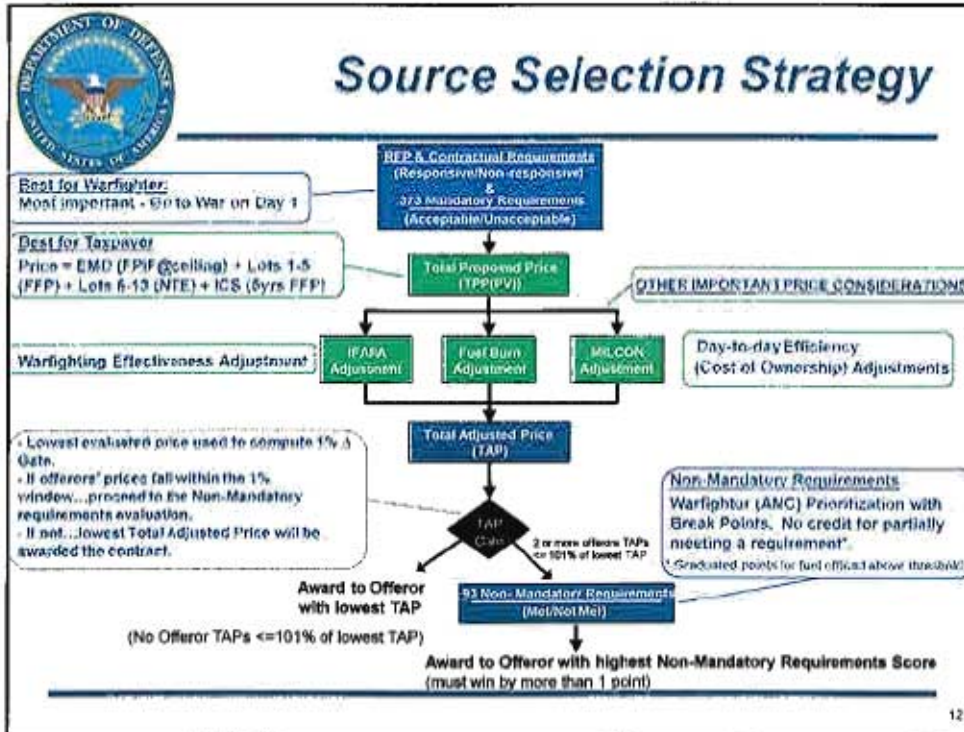 DEPARTMENT OF DEFENSE
UNITED STATES OF AMERICA
Source Selection Strategy
RFP & Contractual Requirements
(Responsive/Non-responsive)
&
373 Mandatory Requirements
(Acceptable/Unacceptable)
Best for Warfighter:
Most important - Go to War on Day 1
Best for Taxpayer
Price = EMD (FPIF@ceiling) + Lots 1-5
(FFP) + Lots 6-13 (NTE) + ICS (5yrs FFP)
Total Proposed Price
(TPP(PV))
OTHER IMPORTANT PRICE CONSIDERATIONS
Warfighting Effectiveness Adjustment
IFARA
Adjustment
Fuel Burn
Adjustment
MILCON
Adjustment
Day-to-day Efficiency
(Cost of Ownership) Adjustments
Total Adjusted Price
(TAP)
- Lowest evaluated price used to compute 1% Δ
Gate.
- If offerors' prices fall within the 1%
window...proceed to the Non-Mandatory
requirements evaluation.
- If not...lowest Total Adjusted Price will be
awarded the contract.
TAP
Gate
2 or more offerors TAPs
<=101% of lowest TAP
Non-Mandatory Requirements
Warfighter (AMC) Prioritization with
Break Points. No credit for partially
meeting a requirement*.
* Graduated points for fuel offload above threshold
Award to Offeror
with lowest TAP
(No Offeror TAPs <=101% of lowest TAP)
93 Non-Mandatory Requirements
(Met/Not Met)
Award to Offeror with highest Non-Mandatory Requirements Score
(must win by more than 1 point)
12